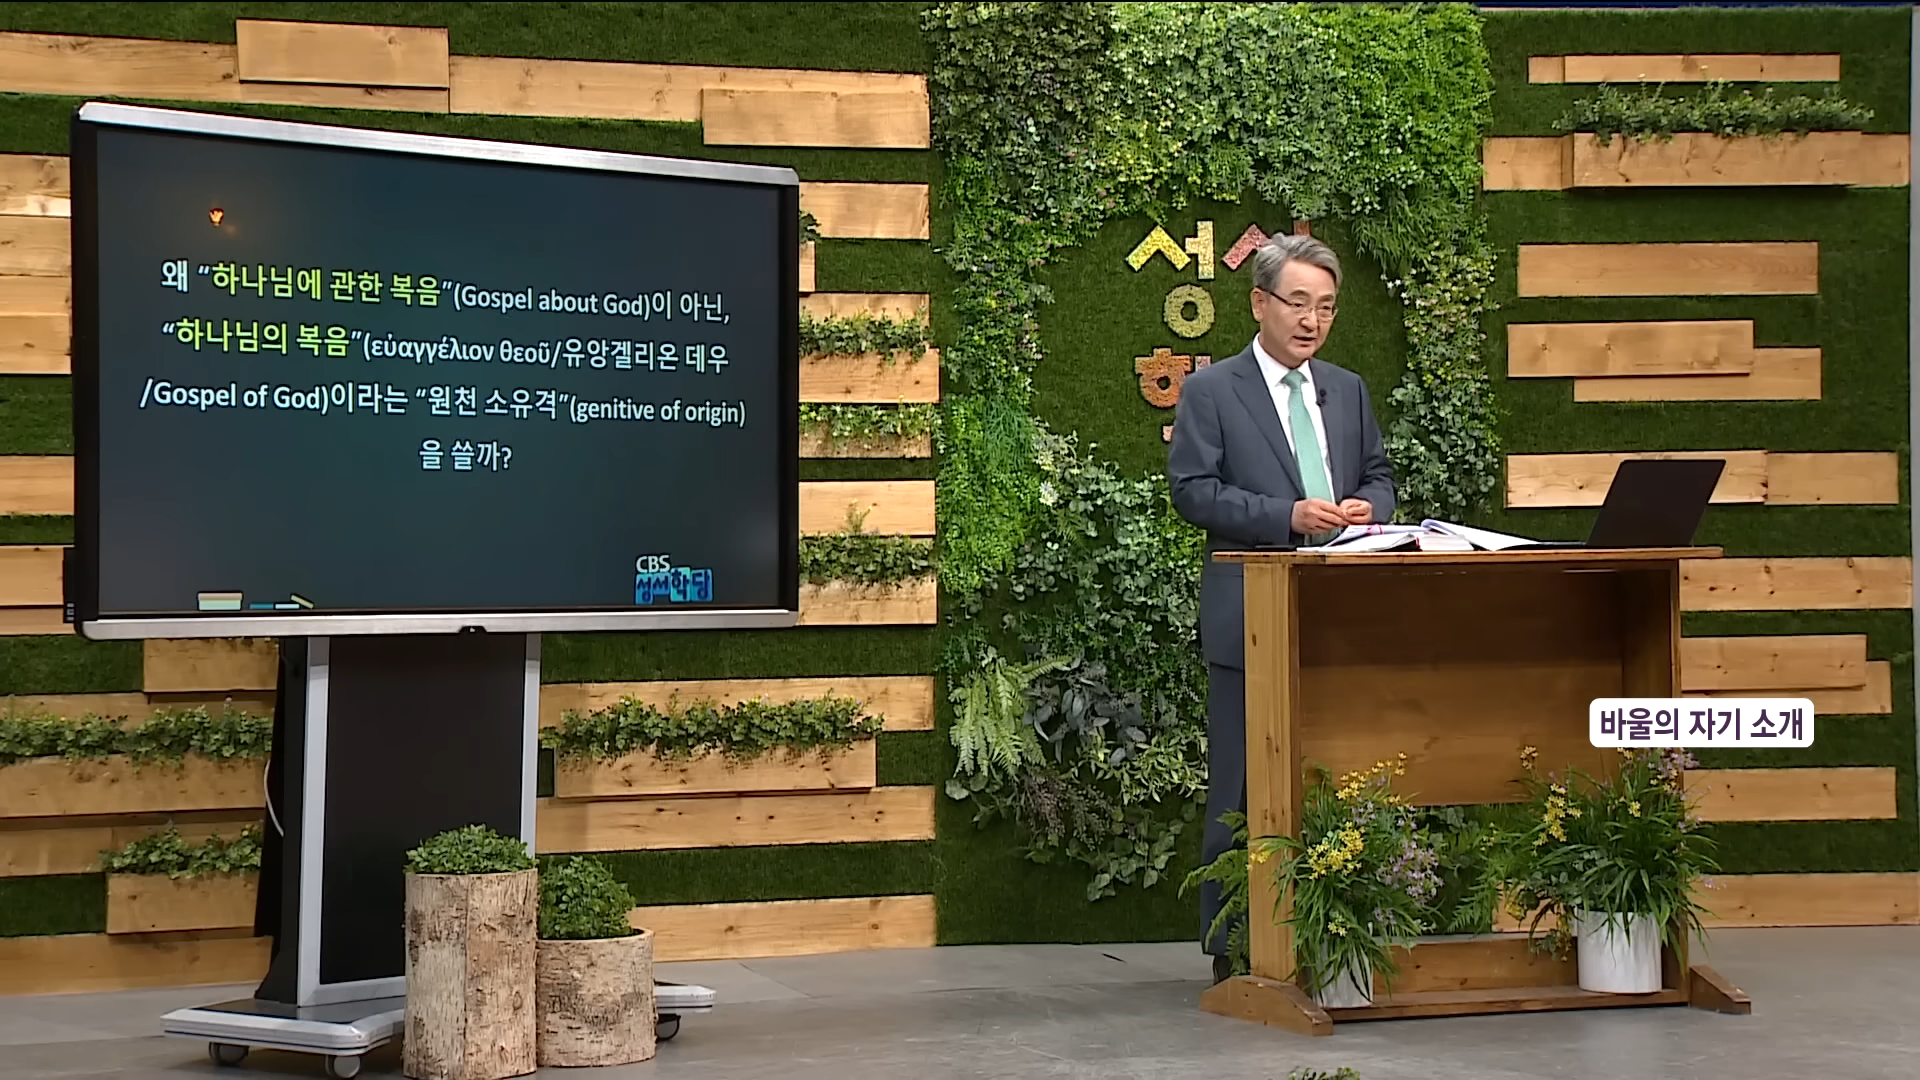 왜 “하나님에 관한 복음”(Gospel about God)이 아닌,
“하나님의 복음”(εὐαγγέλιον θεοῦ/유앙겔리온 데우
/Gospel of God)이라는 “원천 소유격”(genitive of origin)
을 쓸까?
CBS
성서학당
성서
학
바울의 자기 소개